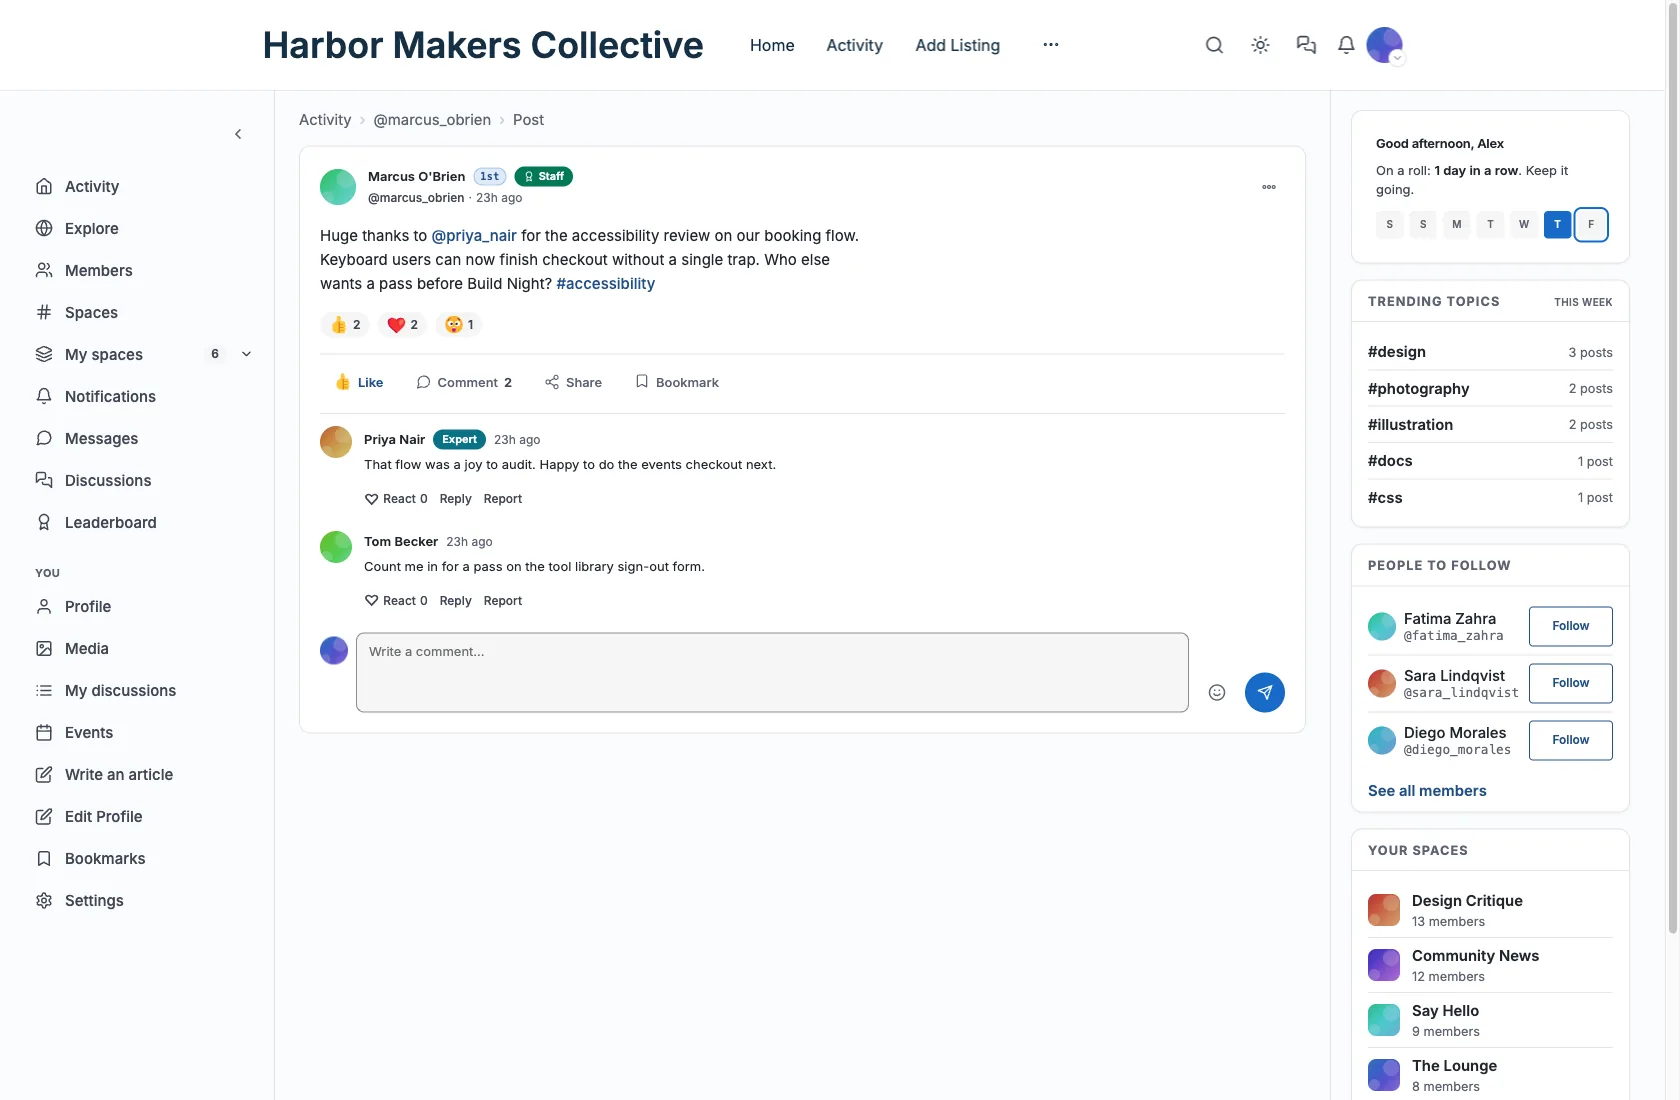 Harbor Makers Collective
Home
Activity
Add Listing
Activity
Explore
Members
Spaces
My spaces 6
Notifications
Messages
Discussions
Leaderboard
YOU
Profile
Media
My discussions
Events
Write an article
Edit Profile
Bookmarks
Settings
Activity › @marcus_obrien › Post
Marcus O'Brien 1st Staff
@marcus_obrien · 23h ago
Huge thanks to @priya_nair for the accessibility review on our booking flow.
Keyboard users can now finish checkout without a single trap. Who else
wants a pass before Build Night? #accessibility
👍 2 ❤️ 2 😲 1
👍 Like Comment 2 Share Bookmark
Priya Nair Expert 23h ago
That flow was a joy to audit. Happy to do the events checkout next.
React 0 Reply Report
Tom Becker 23h ago
Count me in for a pass on the tool library sign-out form.
React 0 Reply Report
Write a comment...
Good afternoon, Alex
On a roll: 1 day in a row. Keep it
going.
S S M T W T F
TRENDING TOPICS THIS WEEK
#design 3 posts
#photography 2 posts
#illustration 2 posts
#docs 1 post
#css 1 post
PEOPLE TO FOLLOW
Fatima Zahra
@fatima_zahra
Follow
Sara Lindqvist
@sara_lindqvist
Follow
Diego Morales
@diego_morales
Follow
See all members
YOUR SPACES
Design Critique
13 members
Community News
12 members
Say Hello
9 members
The Lounge
8 members